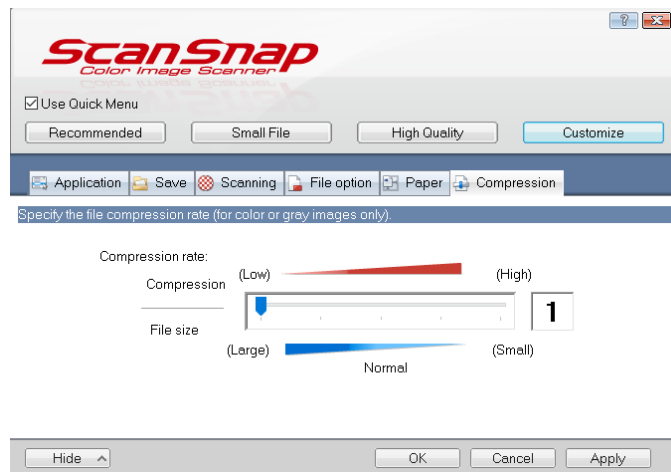 ScanSnap
Color Image Scanner
Use Quick Menu
Recommended Small File High Quality Customize
Application Save Scanning File option Paper Compression
Specify the file compression rate (for color or gray images only).
Compression rate:
(Low) (High)
Compression
1
File size
(Large) (Small)
Normal
Hide OK Cancel Apply